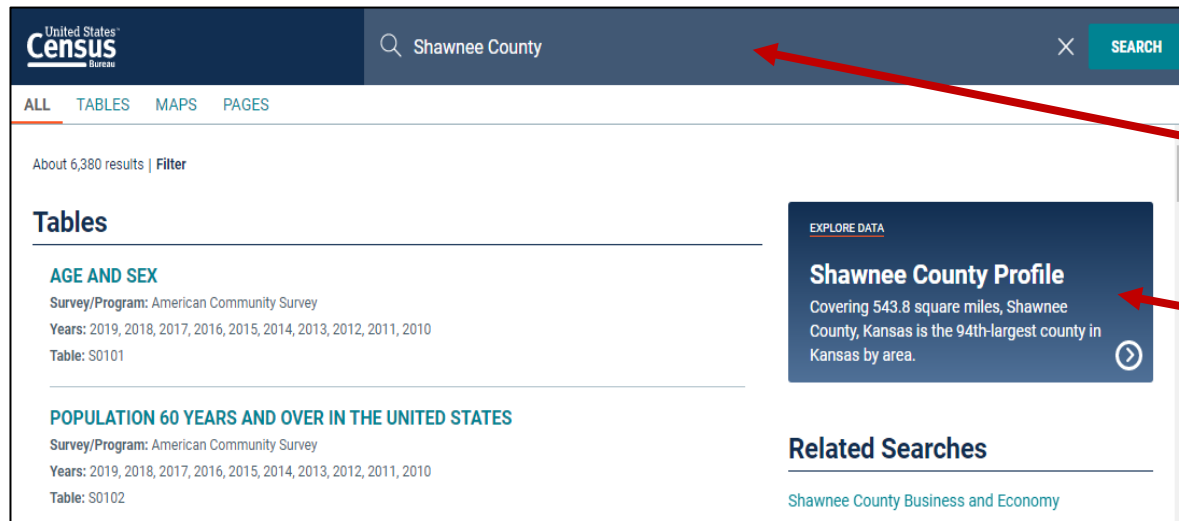 United States™
Census
Bureau
Shawnee County
SEARCH
ALL TABLES MAPS PAGES
About 6,380 results | Filter
Tables
AGE AND SEX
Survey/Program: American Community Survey
Years: 2019, 2018, 2017, 2016, 2015, 2014, 2013, 2012, 2011, 2010
Table: S0101
POPULATION 60 YEARS AND OVER IN THE UNITED STATES
Survey/Program: American Community Survey
Years: 2019, 2018, 2017, 2016, 2015, 2014, 2013, 2012, 2011, 2010
Table: S0102
EXPLORE DATA
Shawnee County Profile
Covering 543.8 square miles, Shawnee
County, Kansas is the 94th-largest county in
Kansas by area.
Related Searches
Shawnee County Business and Economy